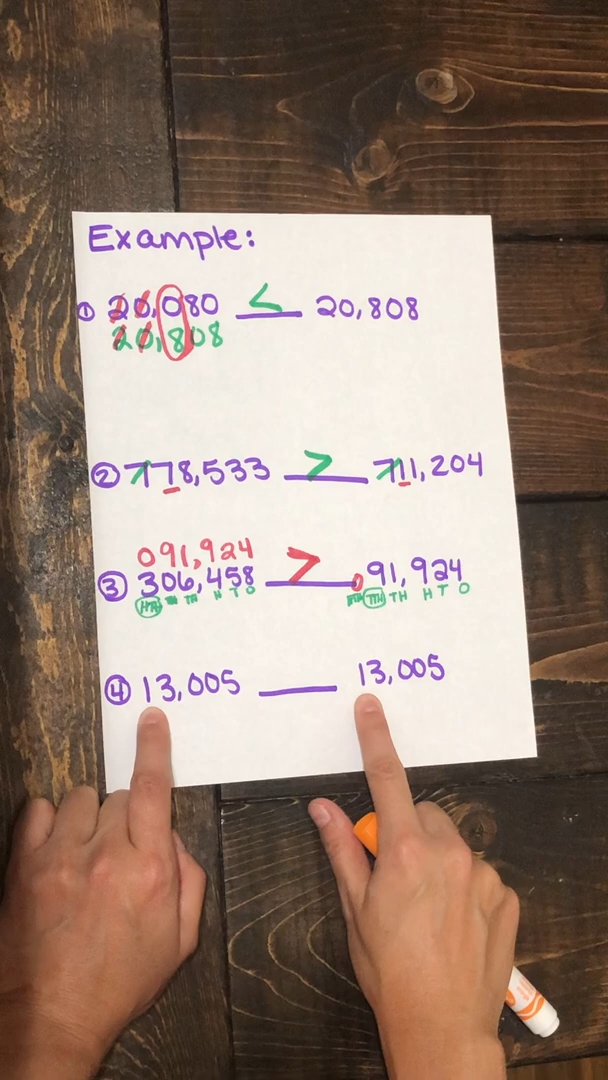 Example:
① 20,080 < 20,808
20,808
② 778,533 > 711,204
091,924
③ 306,458 > 091,924
HTH TTH TH H T O HTH TTH TH H T O
④ 13,005 ___ 13,005